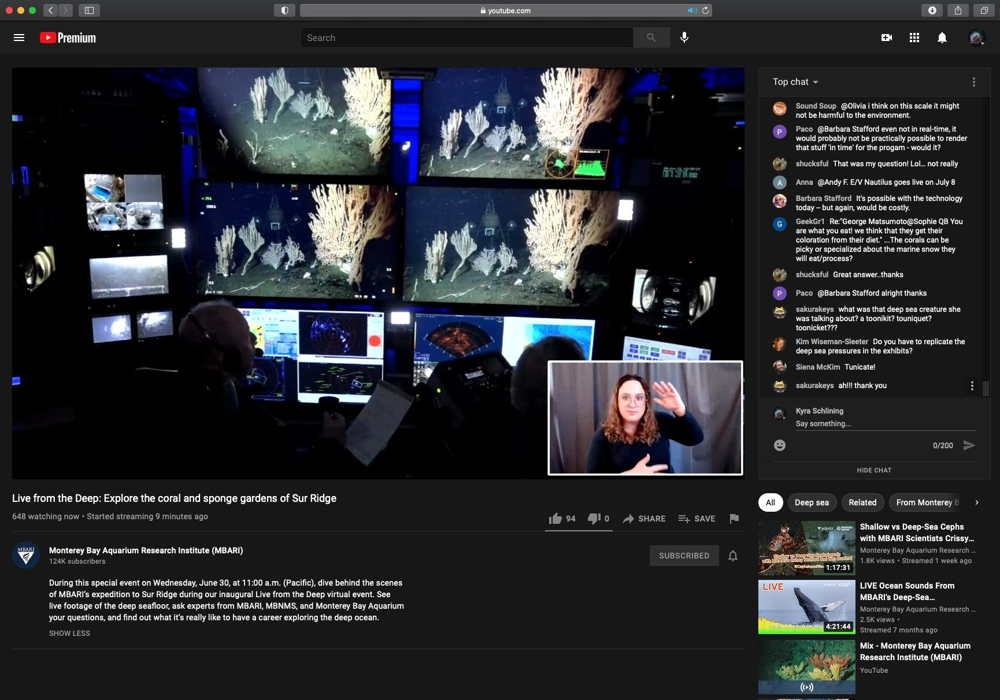 youtube.com
Premium
Search
Top chat
Sound Soup @Olivia i think on this scale it might
not be harmful to the environment.
P
Paco @Barbara Stafford even not in real-time, it
would probably not be practically possible to render
that stuff 'in time' for the progam - would it?
shucksful That was my question! Lol... not really
A
Anna @Andy F. E/V Nautilus goes live on July 8
Barbara Stafford It's possible with the technology
today -- but again, would be costly.
G
GeekGr1 Re:"George Matsumoto@Sophie QB You
are what you eat! we think that they get their
coloration from their diet." ...The corals can be
picky or specialized about the marine snow they
will eat/process?
shucksful Great answer..thanks
P
Paco @Barbara Stafford alright thanks
sakurakeys what was that deep sea creature she
was talking about? a toonikit? touniquet?
toonicket???
Kim Wiseman-Sleeter Do you have to replicate the
deep sea pressures in the exhibits?
Siena McKim Tunicate!
sakurakeys ah!!! thank you
Kyra Schlining
Say something...
0/200
HIDE CHAT
Live from the Deep: Explore the coral and sponge gardens of Sur Ridge
648 watching now • Started streaming 9 minutes ago
94
0
SHARE
SAVE
MBARI
Monterey Bay Aquarium Research Institute (MBARI)
124K subscribers
SUBSCRIBED
During this special event on Wednesday, June 30, at 11:00 a.m. (Pacific), dive behind the scenes
of MBARI's expedition to Sur Ridge during our inaugural Live from the Deep virtual event. See
live footage of the deep seafloor, ask experts from MBARI, MBNMS, and Monterey Bay Aquarium
your questions, and find out what it's really like to have a career exploring the deep ocean.
SHOW LESS
All
Deep sea
Related
From Monterey B
MBARI
Shallow vs Deep-Sea Cephalopods
with MBARI's Crissy Huffard and Ben Burford
1:17:31
Shallow vs Deep-Sea Cephs
with MBARI Scientists Crissy...
Monterey Bay Aquarium Research ...
1.8K views • Streamed 1 week ago
LIVE
4:21:44
LIVE Ocean Sounds From
MBARI's Deep-Sea...
Monterey Bay Aquarium Research ...
2.5K views •
Streamed 7 months ago
Mix - Monterey Bay Aquarium
Research Institute (MBARI)
YouTube